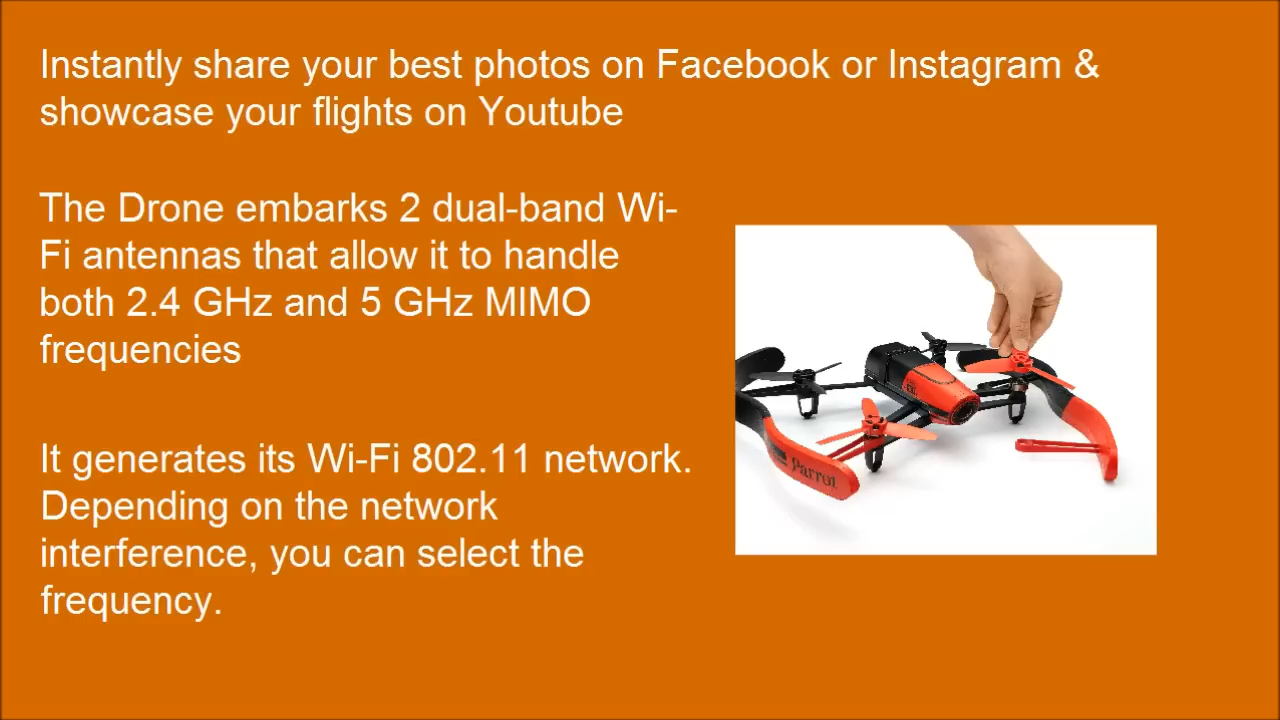 Instantly share your best photos on Facebook or Instagram &
showcase your flights on Youtube
The Drone embarks 2 dual-band Wi-
Fi antennas that allow it to handle
both 2.4 GHz and 5 GHz MIMO
frequencies
It generates its Wi-Fi 802.11 network.
Depending on the network
interference, you can select the
frequency.
Parrot